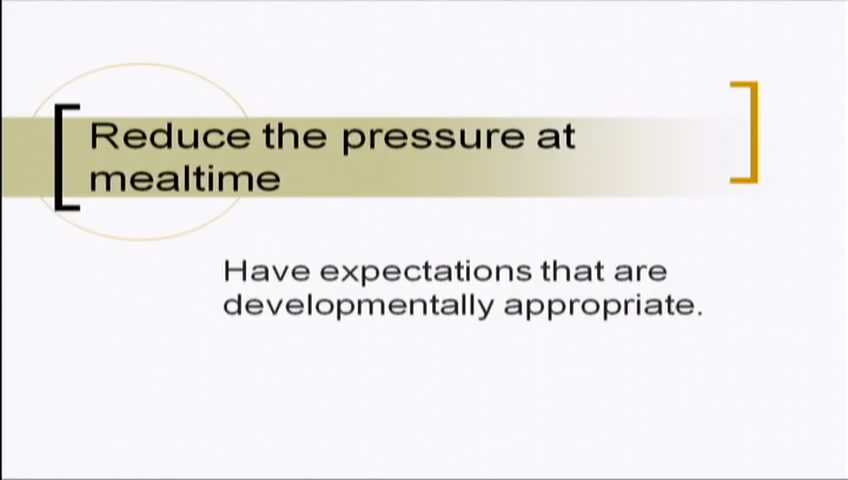 Reduce the pressure at
mealtime
Have expectations that are
developmentally appropriate.